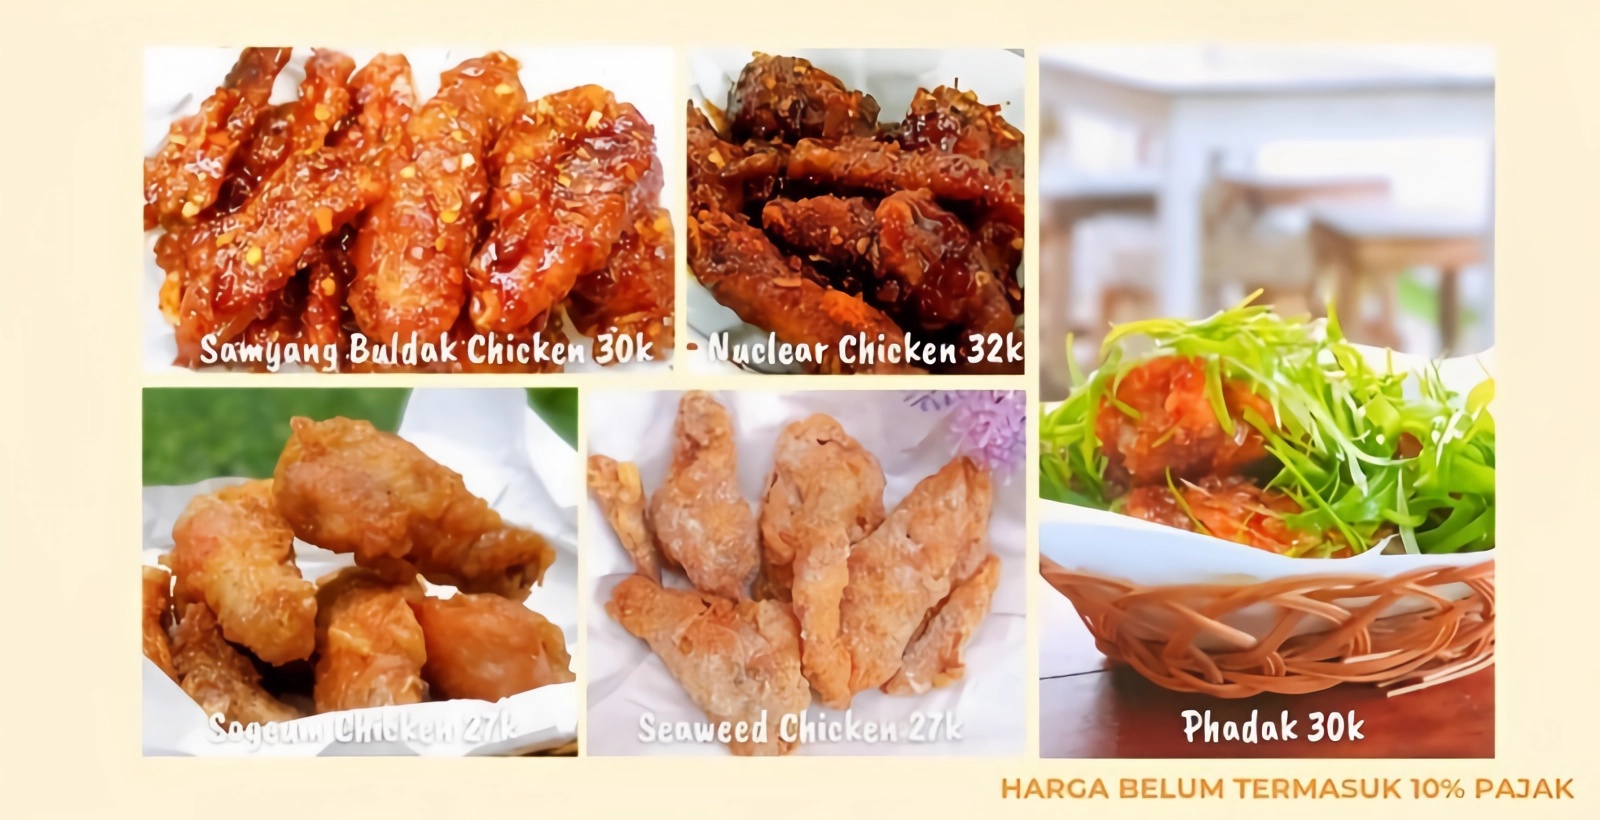 Samyang Buldak Chicken 30k
Nuclear Chicken 32k
Sogeum Chicken 27k
Seaweed Chicken 27k
Phadak 30k
HARGA BELUM TERMASUK 10% PAJAK